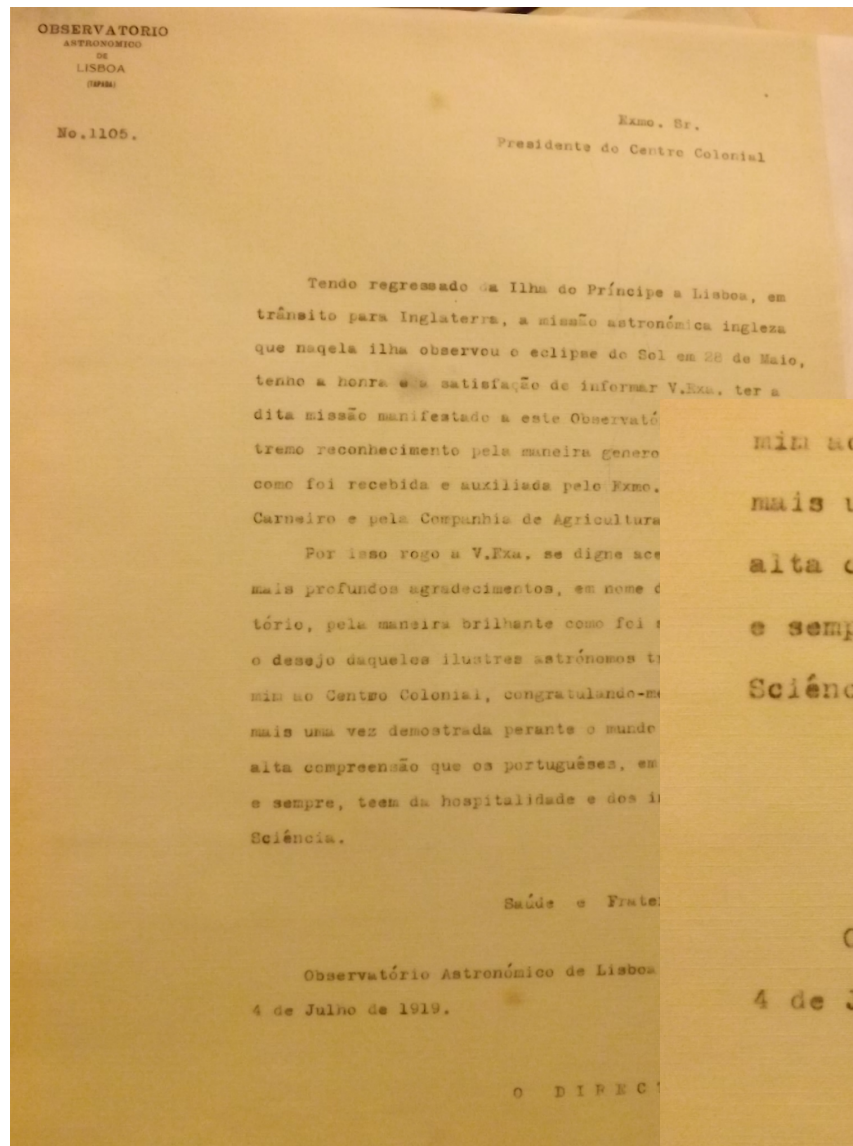 OBSERVATORIO
ASTRONOMICO
DE
LISBOA
(TAPADA)
No.1105.
Exmo. Sr.
Presidente do Centro Colonial
Tendo regressado da Ilha do Príncipe a Lisboa, em
trânsito para Inglaterra, a missão astronómica ingleza
que naqela ilha observou o eclipse do Sol em 28 de Maio,
tenho a honra e a satisfação de informar V.Exa. ter a
dita missão manifestado a este Observató
tremo reconhecimento pela maneira genero
como foi recebida e auxiliada pelo Exmo.
Carneiro e pela Companhia de Agricultura
Por isso rogo a V.Exa. se digne ace
mais profundos agradecimentos, em nome d
tório, pela maneira brilhante como foi
o desejo daqueles ilustres astrónomos tr
mim ao Centro Colonial, congratulando-me
mais uma vez demostrada perante o mundo
alta compreensão que os portuguêses, em
e sempre, teem da hospitalidade e dos in
Sciência.
Saúde e Frate
Observatório Astronómico de Lisboa
4 de Julho de 1919.
O DIRECT
mim ao
mais u
alta c
e semp
Sciênc
O
4 de J